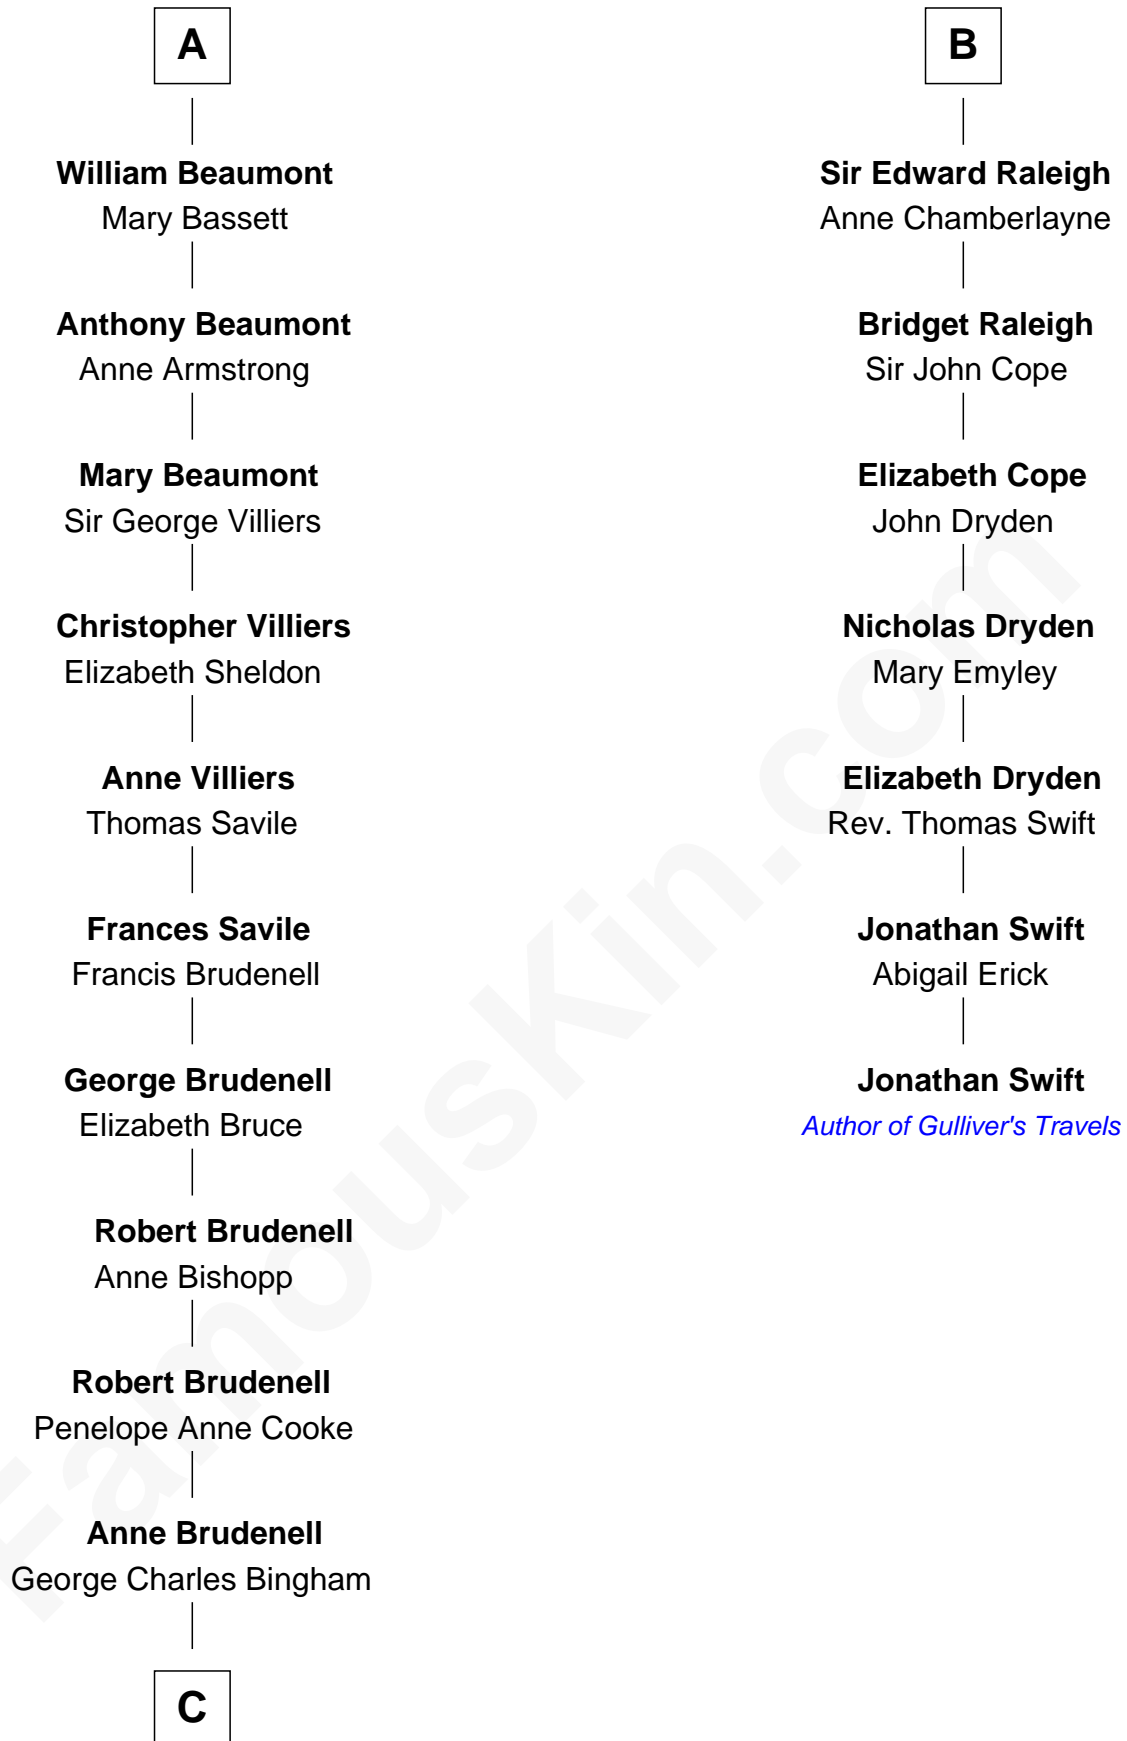 A
William Beaumont
Mary Bassett
Anthony Beaumont
Anne Armstrong
Mary Beaumont
Sir George Villiers
Christopher Villiers
Elizabeth Sheldon
Anne Villiers
Thomas Savile
Frances Savile
Francis Brudenell
George Brudenell
Elizabeth Bruce
Robert Brudenell
Anne Bishopp
Robert Brudenell
Penelope Anne Cooke
Anne Brudenell
George Charles Bingham
C
B
Sir Edward Raleigh
Anne Chamberlayne
Bridget Raleigh
Sir John Cope
Elizabeth Cope
John Dryden
Nicholas Dryden
Mary Emyley
Elizabeth Dryden
Rev. Thomas Swift
Jonathan Swift
Abigail Erick
Jonathan Swift
Author of Gulliver's Travels
FamousKin.com